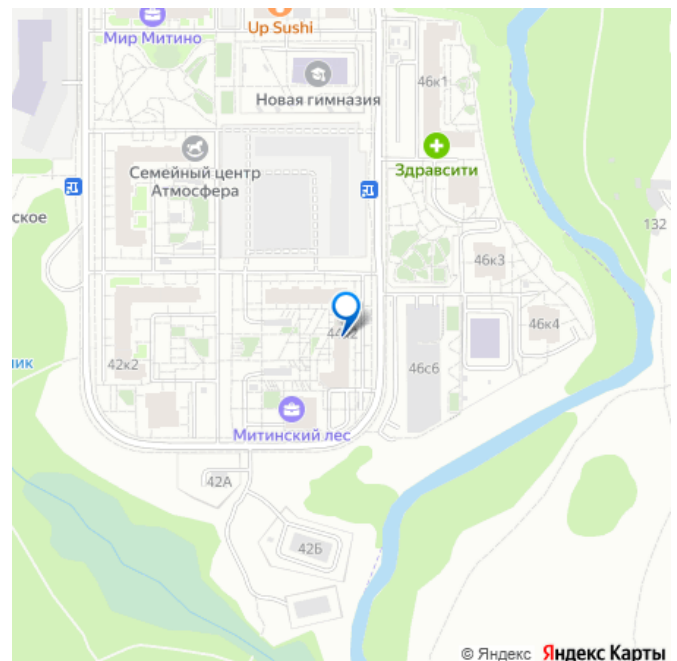 Мир Митино
Up Sushi
46к1
Новая гимназия
Здравсити
Семейный центр
Атмосфера
ское
132
46к3
46к4
42к2
46с6
ик
Митинский лес
42А
42Б
© Яндекс Яндекс Карты